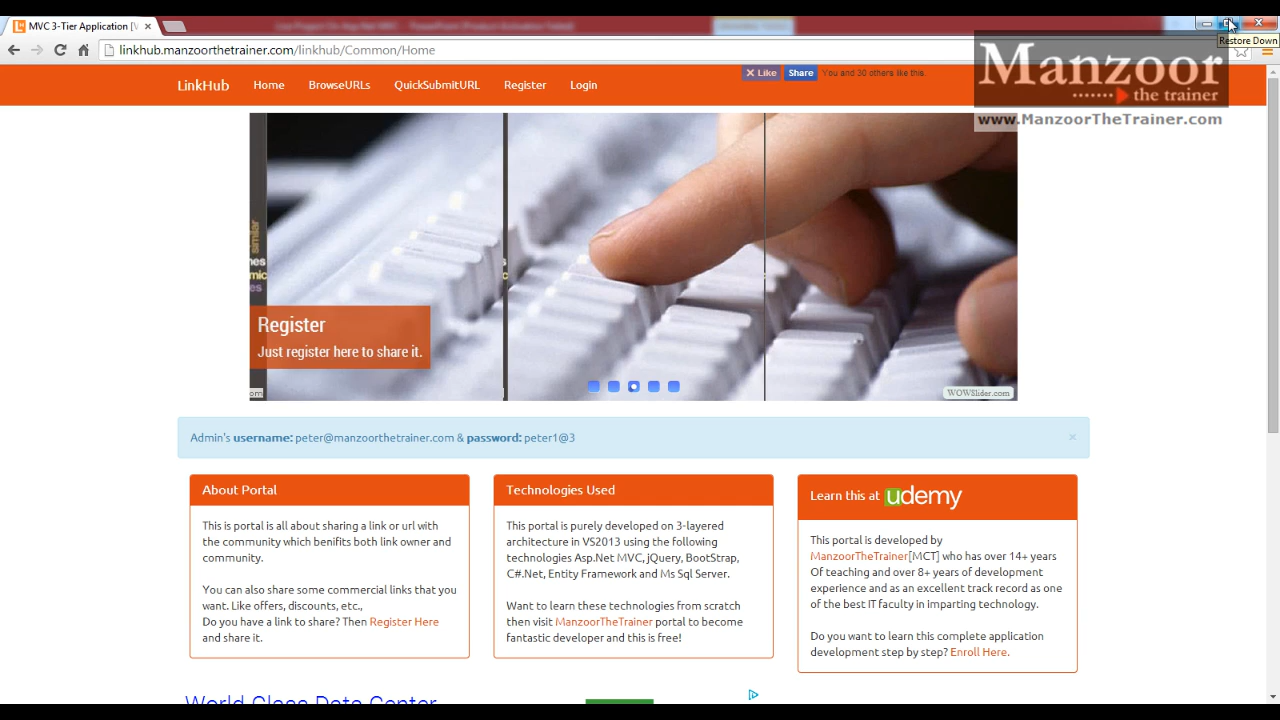 MVC 3-Tier Application [
Restore Down
linkhub.manzoorthetrainer.com/linkhub/Common/Home
Manzoor
the trainer
www.ManzoorTheTrainer.com
LinkHub Home BrowseURLs QuickSubmitURL Register Login
Like Share You and 30 others like this.
similar
Register
Just register here to share it.
WOWSlider.com
Admin's username: peter@manzoorthetrainer.com & password: peter1@3 ×
About Portal
This is portal is all about sharing a link or url with
the community which benifits both link owner and
community.
You can also share some commercial links that you
want. Like offers, discounts, etc.,
Do you have a link to share? Then Register Here
and share it.
Technologies Used
This portal is purely developed on 3-layered
architecture in VS2013 using the following
technologies Asp.Net MVC, jQuery, BootStrap,
C#.Net, Entity Framework and Ms Sql Server.
Want to learn these technologies from scratch
then visit ManzoorTheTrainer portal to become
fantastic developer and this is free!
Learn this at udemy
This portal is developed by
ManzoorTheTrainer[MCT] who has over 14+ years
Of teaching and over 8+ years of development
experience and as an excellent track record as one
of the best IT faculty in imparting technology.
Do you want to learn this complete application
development step by step? Enroll Here.
World Class Data Center